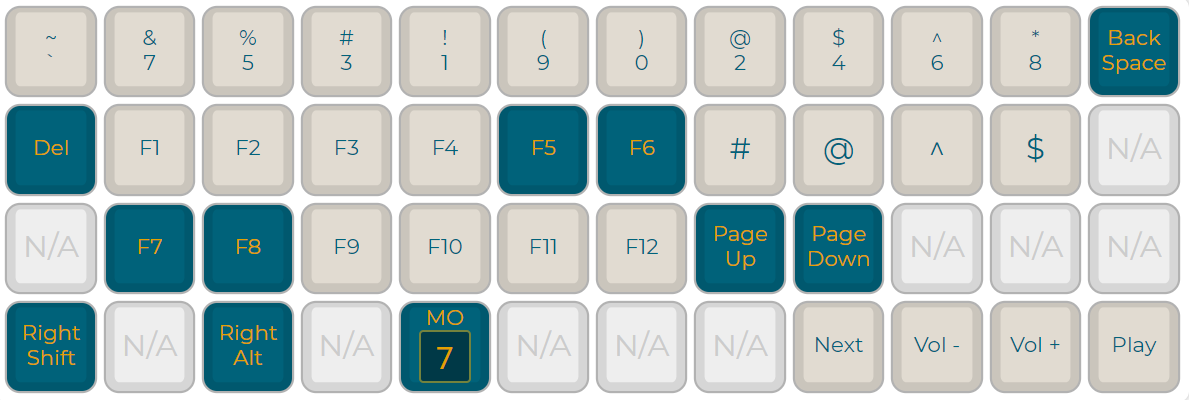 ~ & % # ! ( ) @ $ ^ * Back
` 7 5 3 1 9 0 2 4 6 8 Space
Del F1 F2 F3 F4 F5 F6 # @ ^ $ N/A
N/A F7 F8 F9 F10 F11 F12 Page Page N/A N/A N/A
Up Down
Right N/A Right N/A MO N/A N/A N/A Next Vol - Vol + Play
Shift Alt 7